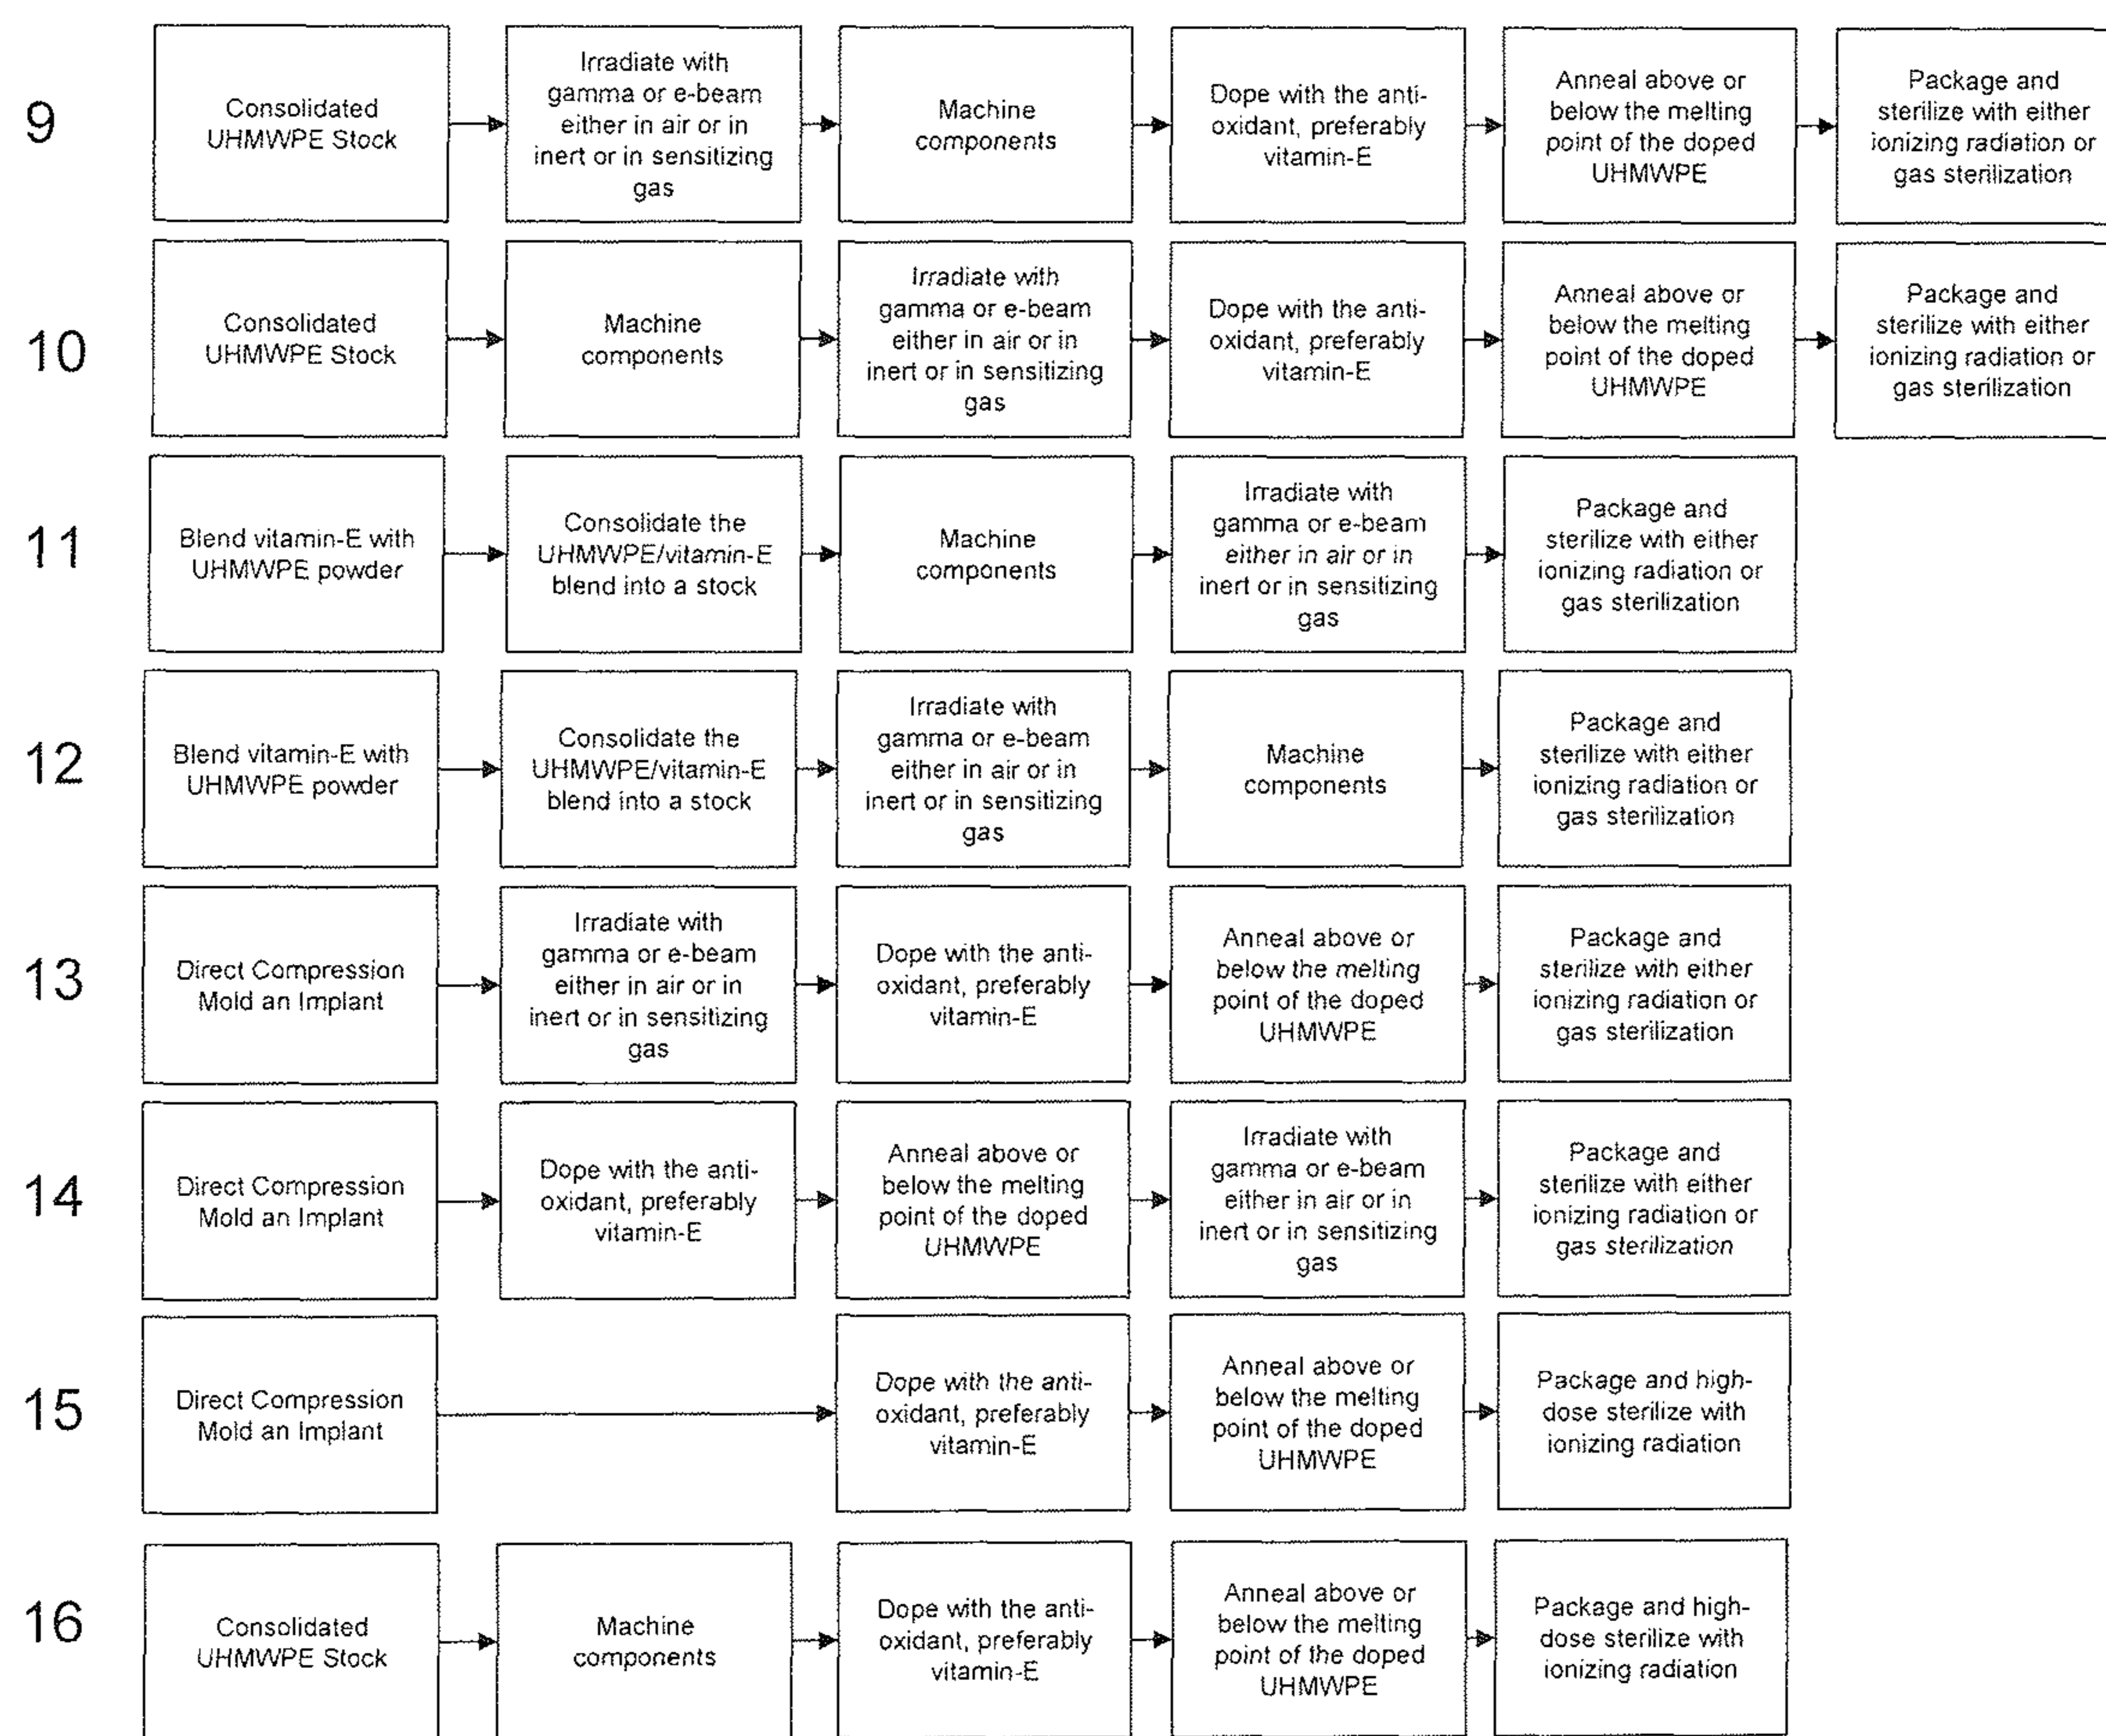 9
Consolidated
UHMWPE Stock
Irradiate with
gamma or e-beam
either in air or in
inert or in sensitizing
gas
Machine
components
Dope with the anti-
oxidant, preferably
vitamin-E
Anneal above or
below the melting
point of the doped
UHMWPE
Package and
sterilize with either
ionizing radiation or
gas sterilization
10
Consolidated
UHMWPE Stock
Machine
components
Irradiate with
gamma or e-beam
either in air or in
inert or in sensitizing
gas
Dope with the anti-
oxidant, preferably
vitamin-E
Anneal above or
below the melting
point of the doped
UHMWPE
Package and
sterilize with either
ionizing radiation or
gas sterilization
11
Blend vitamin-E with
UHMWPE powder
Consolidate the
UHMWPE/vitamin-E
blend into a stock
Machine
components
Irradiate with
gamma or e-beam
either in air or in
inert or in sensitizing
gas
Package and
sterilize with either
ionizing radiation or
gas sterilization
12
Blend vitamin-E with
UHMWPE powder
Consolidate the
UHMWPE/vitamin-E
blend into a stock
Irradiate with
gamma or e-beam
either in air or in
inert or in sensitizing
gas
Machine
components
Package and
sterilize with either
ionizing radiation or
gas sterilization
13
Direct Compression
Mold an Implant
Irradiate with
gamma or e-beam
either in air or in
inert or in sensitizing
gas
Dope with the anti-
oxidant, preferably
vitamin-E
Anneal above or
below the melting
point of the doped
UHMWPE
Package and
sterilize with either
ionizing radiation or
gas sterilization
14
Direct Compression
Mold an Implant
Dope with the anti-
oxidant, preferably
vitamin-E
Anneal above or
below the melting
point of the doped
UHMWPE
Irradiate with
gamma or e-beam
either in air or in
inert or in sensitizing
gas
Package and
sterilize with either
ionizing radiation or
gas sterilization
15
Direct Compression
Mold an Implant
Dope with the anti-
oxidant, preferably
vitamin-E
Anneal above or
below the melting
point of the doped
UHMWPE
Package and high-
dose sterilize with
ionizing radiation
16
Consolidated
UHMWPE Stock
Machine
components
Dope with the anti-
oxidant, preferably
vitamin-E
Anneal above or
below the melting
point of the doped
UHMWPE
Package and high-
dose sterilize with
ionizing radiation